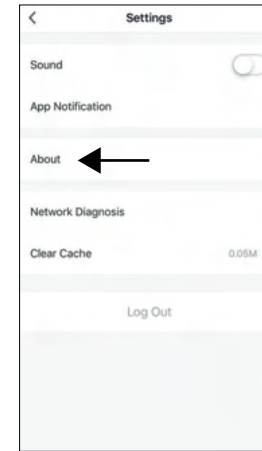 Settings
Sound
App Notification
About
Network Diagnosis
Clear Cache 0.05M
Log Out